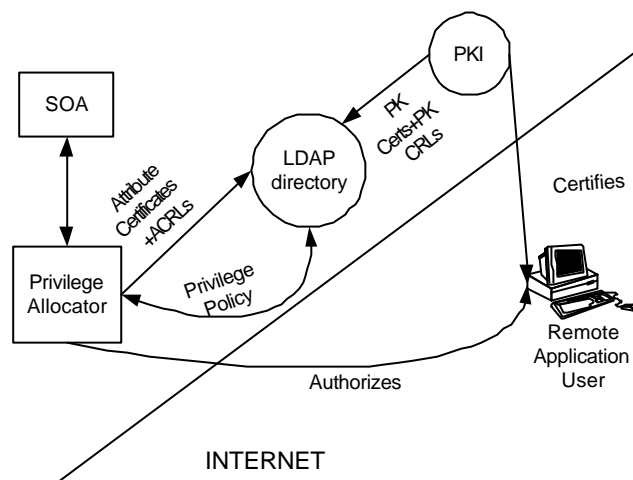 PKI
SOA
PK
Certs+PK
CRLs
LDAP
directory
Attribute
Certificates
+ACRLs
Certifies
Privilege
Allocator
Privilege
Policy
Remote
Application
User
Authorizes
INTERNET